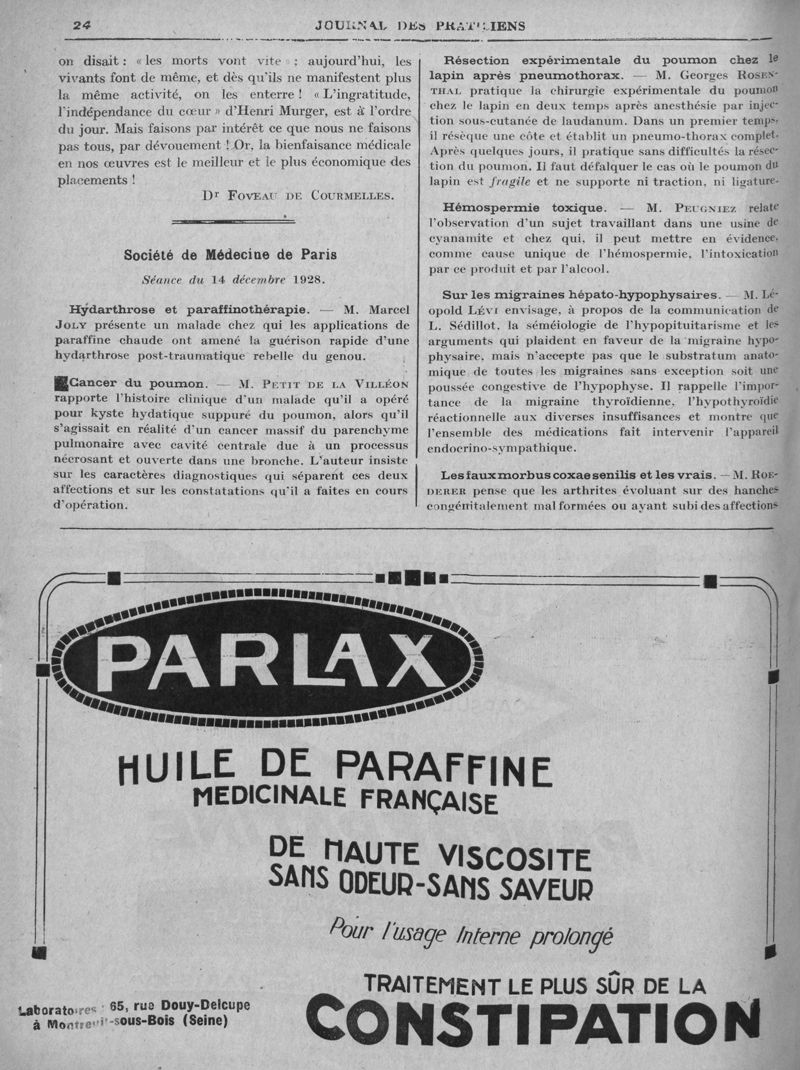 24 JOURNAL DES PRATICIENS
on disait : « les morts vont vite » : aujourd'hui, les
vivants font de même, et dès qu'ils ne manifestent plus
la même activité, on les enterre ! « L'ingratitude,
l'indépendance du cœur » d'Henri Murger, est à l'ordre
du jour. Mais faisons par intérêt ce que nous ne faisons
pas tous, par dévouement ! Or, la bienfaisance médicale
en nos œuvres est le meilleur et le plus économique des
placements !
Dr FOVEAU DE COURMELLES.
Société de Médecine de Paris
Séance du 14 décembre 1928.
Hydarthrose et paraffinothérapie. — M. Marcel
JOLY présente un malade chez qui les applications de
paraffine chaude ont amené la guérison rapide d'une
hydarthrose post-traumatique rebelle du genou.
Cancer du poumon. — M. PETIT DE LA VILLÉON
rapporte l'histoire clinique d'un malade qu'il a opéré
pour kyste hydatique suppuré du poumon, alors qu'il
s'agissait en réalité d'un cancer massif du parenchyme
pulmonaire avec cavité centrale due à un processus
nécrosant et ouverte dans une bronche. L'auteur insiste
sur les caractères diagnostiques qui séparent ces deux
affections et sur les constatations qu'il a faites en cours
d'opération.
Résection expérimentale du poumon chez le
lapin après pneumothorax. — M. Georges ROSEN-
THAL pratique la chirurgie expérimentale du poumon
chez le lapin en deux temps après anesthésie par injec-
tion sous-cutanée de laudanum. Dans un premier temps,
il résèque une côte et établit un pneumo-thorax complet.
Après quelques jours, il pratique sans difficultés la résec-
tion du poumon. Il faut défalquer le cas où le poumon du
lapin est fragile et ne supporte ni traction, ni ligature.
Hémospermie toxique. — M. PEUGNIEZ relate
l'observation d'un sujet travaillant dans une usine de
cyanamite et chez qui, il peut mettre en évidence,
comme cause unique de l'hémospermie, l'intoxication
par ce produit et par l'alcool.
Sur les migraines hépato-hypophysaires. — M. Lé-
opold LÉVI envisage, à propos de la communication de
L. Sédillot, la séméiologie de l'hypopituitarisme et les
arguments qui plaident en faveur de la migraine hypo-
physaire, mais n'accepte pas que le substratum anato-
mique de toutes les migraines sans exception soit une
poussée congestive de l'hypophyse. Il rappelle l'impor-
tance de la migraine thyroïdienne, l'hypothyroïdie
réactionnelle aux diverses insuffisances et montre que
l'ensemble des médications fait intervenir l'appareil
endocrino-sympathique.
Les faux morbus coxae senilis et les vrais. — M. ROE-
DERER pense que les arthrites évoluant sur des hanches
congénitalement mal formées ou ayant subi des affections
PARLAX
HUILE DE PARAFFINE
MEDICINALE FRANÇAISE
DE HAUTE VISCOSITE
SANS ODEUR-SANS SAVEUR
Pour l'usage Interne prolongé
TRAITEMENT LE PLUS SÛR DE LA
CONSTIPATION
Laboratoires : 65, rue Douy-Delcupe
à Montreuil-sous-Bois (Seine)